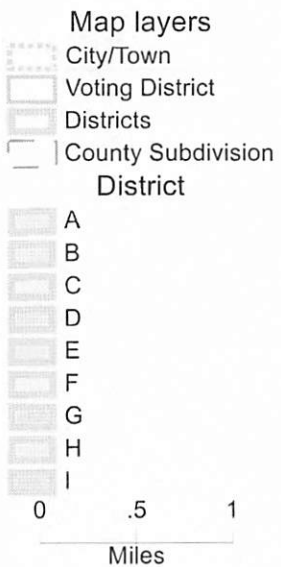 Map layers
City/Town
Voting District
Districts
County Subdivision
District
A
B
C
D
E
F
G
H
I
0 .5 1
Miles